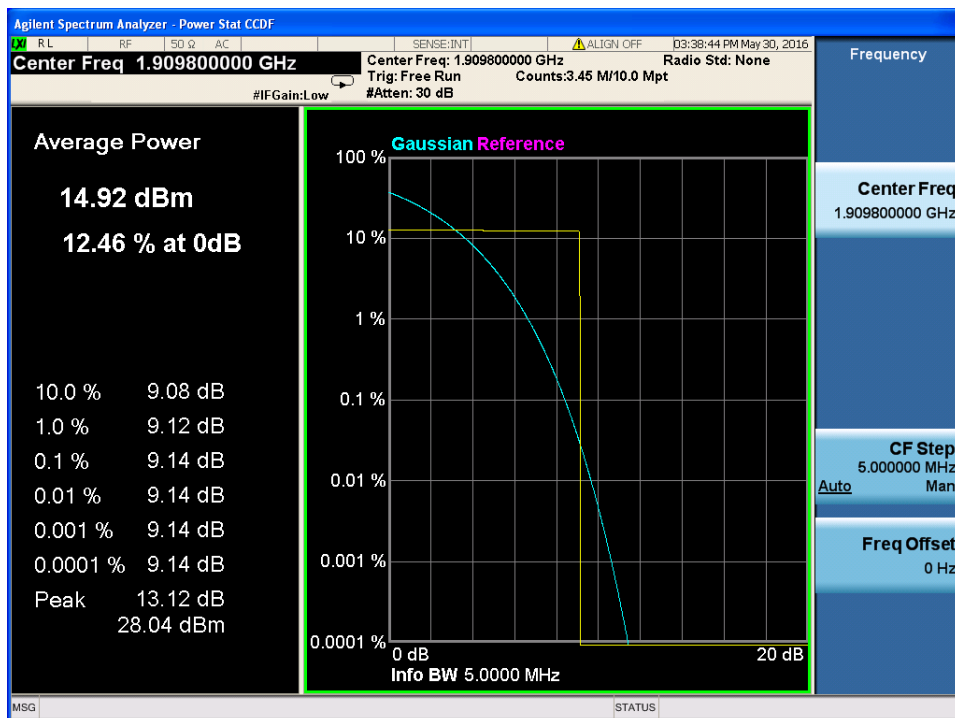 Agilent Spectrum Analyzer - Power Stat CCDF
LXI RL RF 50 Ω AC SENSE:INT ALIGN OFF 03:38:44 PM May 30, 2016
Center Freq 1.909800000 GHz
#IFGain:Low
Center Freq: 1.909800000 GHz Radio Std: None
Trig: Free Run Counts:3.45 M/10.0 Mpt
#Atten: 30 dB
Frequency
Average Power
14.92 dBm
12.46 % at 0dB
10.0 % 9.08 dB
1.0 % 9.12 dB
0.1 % 9.14 dB
0.01 % 9.14 dB
0.001 % 9.14 dB
0.0001 % 9.14 dB
Peak 13.12 dB
28.04 dBm
Gaussian Reference
100 %
10 %
1 %
0.1 %
0.01 %
0.001 %
0.0001 %
0 dB 20 dB
Info BW 5.0000 MHz
Center Freq
1.909800000 GHz
CF Step
5.000000 MHz
Auto Man
Freq Offset
0 Hz
MSG STATUS